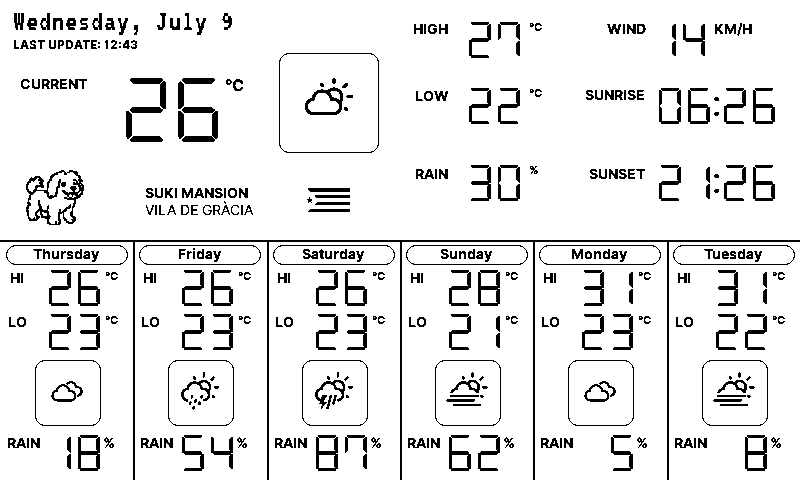 Wednesday, July 9
LAST UPDATE: 12:43
CURRENT 26 °C
SUKI MANSION
VILA DE GRÀCIA
HIGH 27 °C
LOW 22 °C
RAIN 30 %
WIND 14 KM/H
SUNRISE 06:26
SUNSET 21:26
Thursday
HI 26 °C
LO 23 °C
RAIN 18 %
Friday
HI 26 °C
LO 23 °C
RAIN 54 %
Saturday
HI 26 °C
LO 23 °C
RAIN 87 %
Sunday
HI 28 °C
LO 21 °C
RAIN 62 %
Monday
HI 31 °C
LO 23 °C
RAIN 5 %
Tuesday
HI 31 °C
LO 22 °C
RAIN 8 %